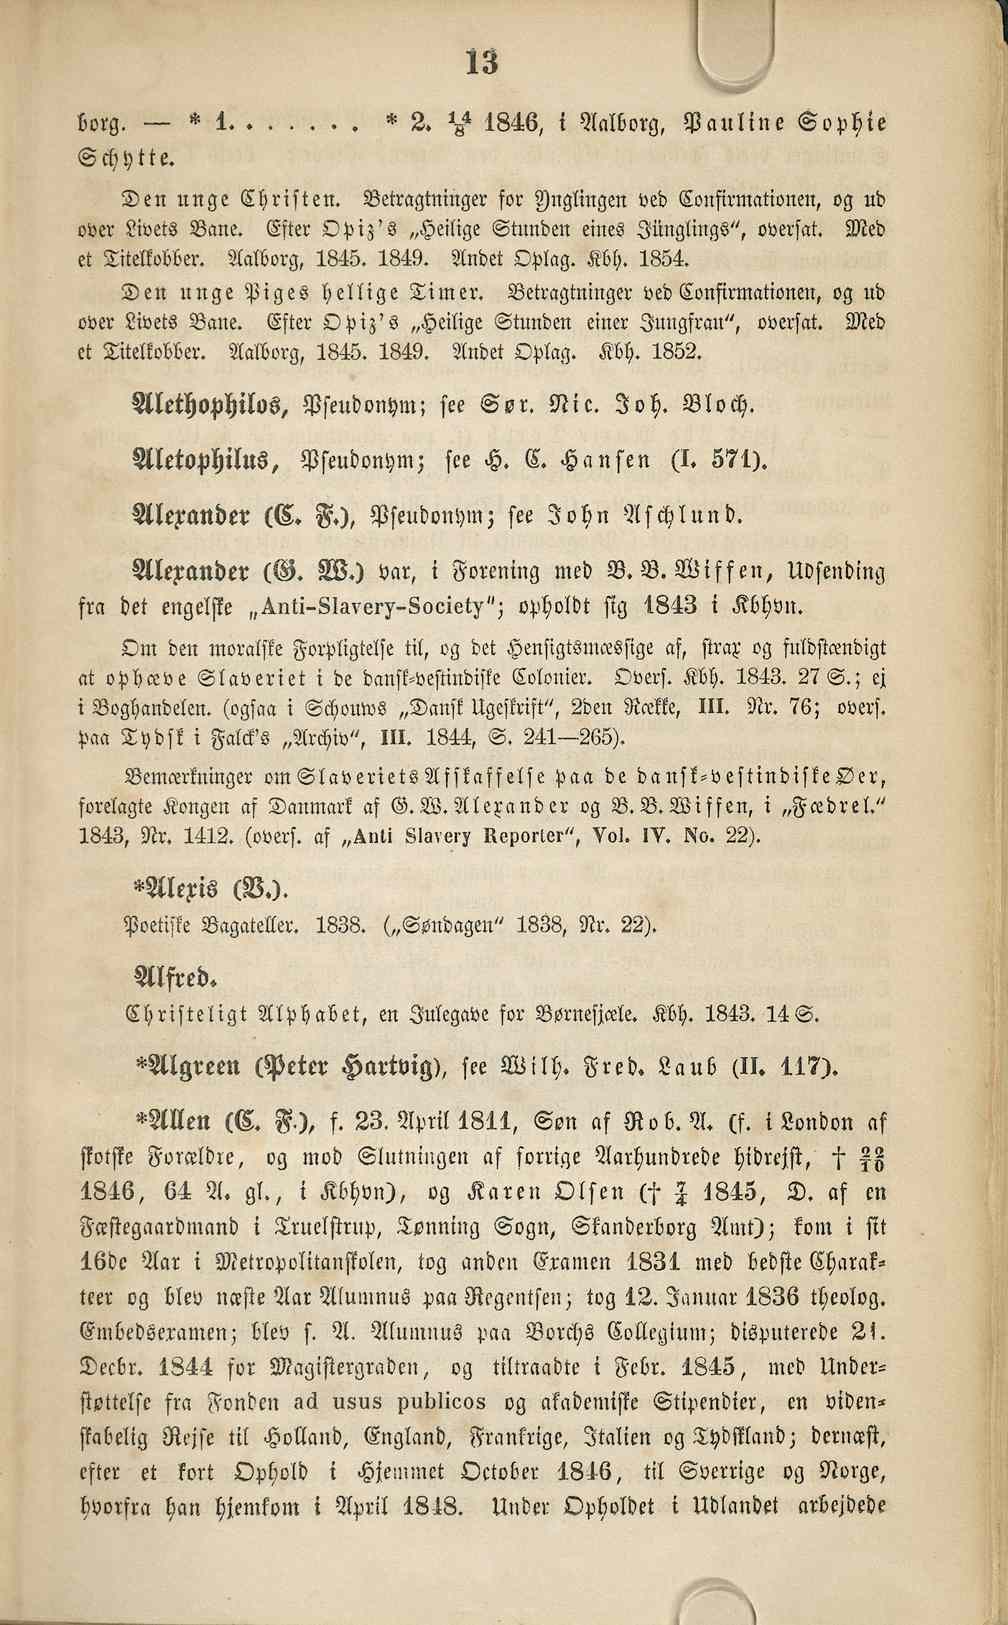 13
borg. — * 1. . . . . . . . * 2. 14/8 1846, i Aalborg, Pauline Sophie
Schytte.
Den unge Christen. Betragtninger for Ynglingen ved Confirmationen, og ud
over Livets Bane. Efter Opiz's „Heilige Stunden eines Jünglings“, oversat. Med
et Titelkobber. Aalborg, 1845. 1849. Andet Oplag. Kbh. 1854.
Den unge Piges hellige Timer. Betragtninger ved Confirmationen, og ud
over Livets Bane. Efter Opiz's „Heilige Stunden einer Jungfrau“, oversat. Med
et Titelkobber. Aalborg, 1845. 1849. Andet Oplag. Kbh. 1852.
Alethophilos, Pseudonym; see Sør. Nic. Joh. Bloch.
Aletophilus, Pseudonym; see H. C. Hansen (I. 571).
Alexander (C. F.), Pseudonym; see John Aschlund.
Alexander (G. W.) var, i Forening med B. B. Wiffen, Udsending
fra det engelske „Anti-Slavery-Society“; opholdt sig 1843 i Kbhvn.
Om den moralske Forpligtelse til, og det Hensigtsmæssige af, strax og fuldstændigt
at ophæve Slaveriet i de dansk-vestindiske Colonier. Overs. Kbh. 1843. 27 S.; ej
i Boghandelen. (ogsaa i Schouws „Dansk Ugeskrift“, 2den Række, III. Nr. 76; overs.
paa Tydsk i Falck's „Archiv“, III. 1844, S. 241—265).
Bemærkninger om Slaveriets Afskaffelse paa de dansk-vestindiske Øer,
forelagte Kongen af Danmark af G. W. Alexander og B. B. Wiffen, i „Fædrel.“
1843, Nr. 1412. (overs. af „Anti Slavery Reporter“, Vol. IV. No. 22).
*Alexis (B.).
Poetiske Bagateller. 1838. („Søndagen“ 1838, Nr. 22).
Alfred.
Christeligt Alphabet, en Julegave for Børnesjæle. Kbh. 1843. 14 S.
*Algreen (Peter Hartvig), see Wilh. Fred. Laub (II. 117).
*Allen (C. F.), f. 23. April 1811, Søn af Rob. A. (f. i London af
skotske Forældre, og mod Slutningen af forrige Aarhundrede hidrejst, † 22/10
1846, 64 A. gl., i Kbhvn), og Karen Olsen († 7/4 1845, D. af en
Fæstegaardmand i Truelstrup, Tønning Sogn, Skanderborg Amt); kom i sit
16de Aar i Metropolitanskolen, tog anden Examen 1831 med bedste Charak-
teer og blev næste Aar Alumnus paa Regentsen; tog 12. Januar 1836 theolog.
Embedsexamen; blev s. A. Alumnus paa Borchs Collegium; disputerede 21.
Decbr. 1844 for Magistergraden, og tiltraadte i Febr. 1845, med Under-
støttelse fra Fonden ad usus publicos og akademiske Stipendier, en viden-
skabelig Rejse til Holland, England, Frankrige, Italien og Tydskland; dernæst,
efter et kort Ophold i Hjemmet October 1846, til Sverrige og Norge,
hvorfra han hjemkom i April 1848. Under Opholdet i Udlandet arbejdede